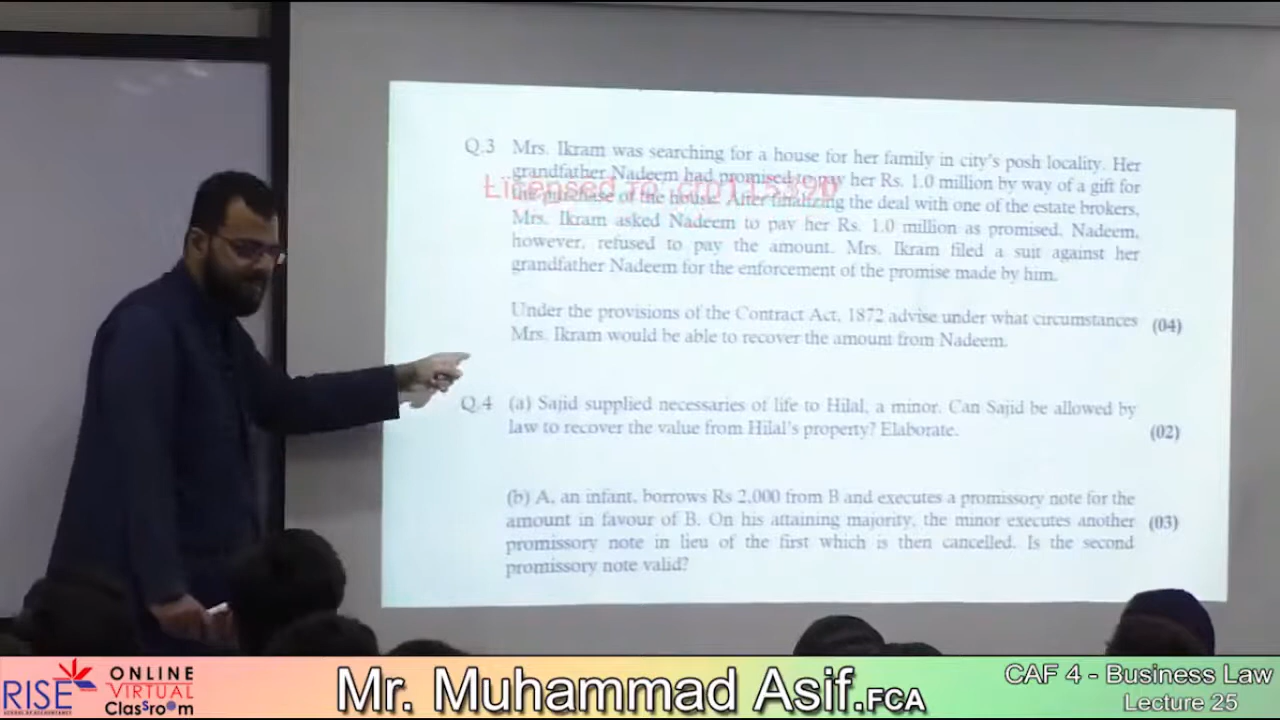 Q.3 Mrs. Ikram was searching for a house for her family in city's posh locality. Her
grandfather Nadeem had promised to pay her Rs. 1.0 million by way of a gift for
the purchase of the house. After finalizing the deal with one of the estate brokers,
Mrs. Ikram asked Nadeem to pay her Rs. 1.0 million as promised. Nadeem,
however, refused to pay the amount. Mrs. Ikram filed a suit against her
grandfather Nadeem for the enforcement of the promise made by him.
Under the provisions of the Contract Act, 1872 advise under what circumstances (04)
Mrs. Ikram would be able to recover the amount from Nadeem.
Q.4 (a) Sajid supplied necessaries of life to Hilal, a minor. Can Sajid be allowed by
law to recover the value from Hilal's property? Elaborate. (02)
(b) A, an infant, borrows Rs 2,000 from B and executes a promissory note for the
amount in favour of B. On his attaining majority, the minor executes another (03)
promissory note in lieu of the first which is then cancelled. Is the second
promissory note valid?
Licensed To
RISE
ONLINE
VIRTUAL
ClasSro@m
Mr. Muhammad Asif.FCA
CAF 4 - Business Law
Lecture 25